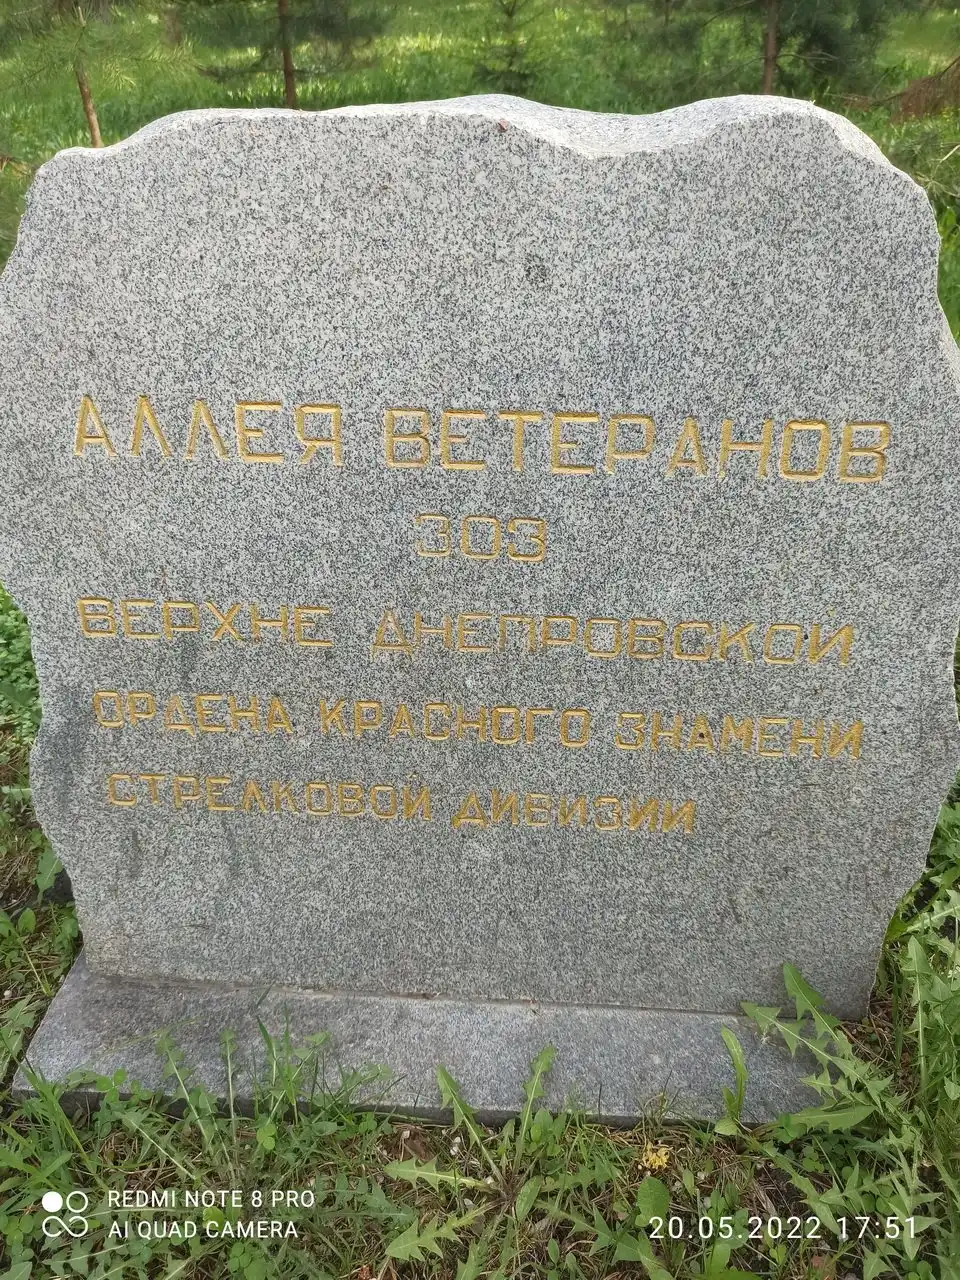 АЛЛЕЯ ВЕТЕРАНОВ
303
ВЕРХНЕ ДНЕПРОВСКОЙ
ОРДЕНА КРАСНОГО ЗНАМЕНИ
СТРЕЛКОВОЙ ДИВИЗИИ
REDMI NOTE 8 PRO
AI QUAD CAMERA
20.05.2022 17:51